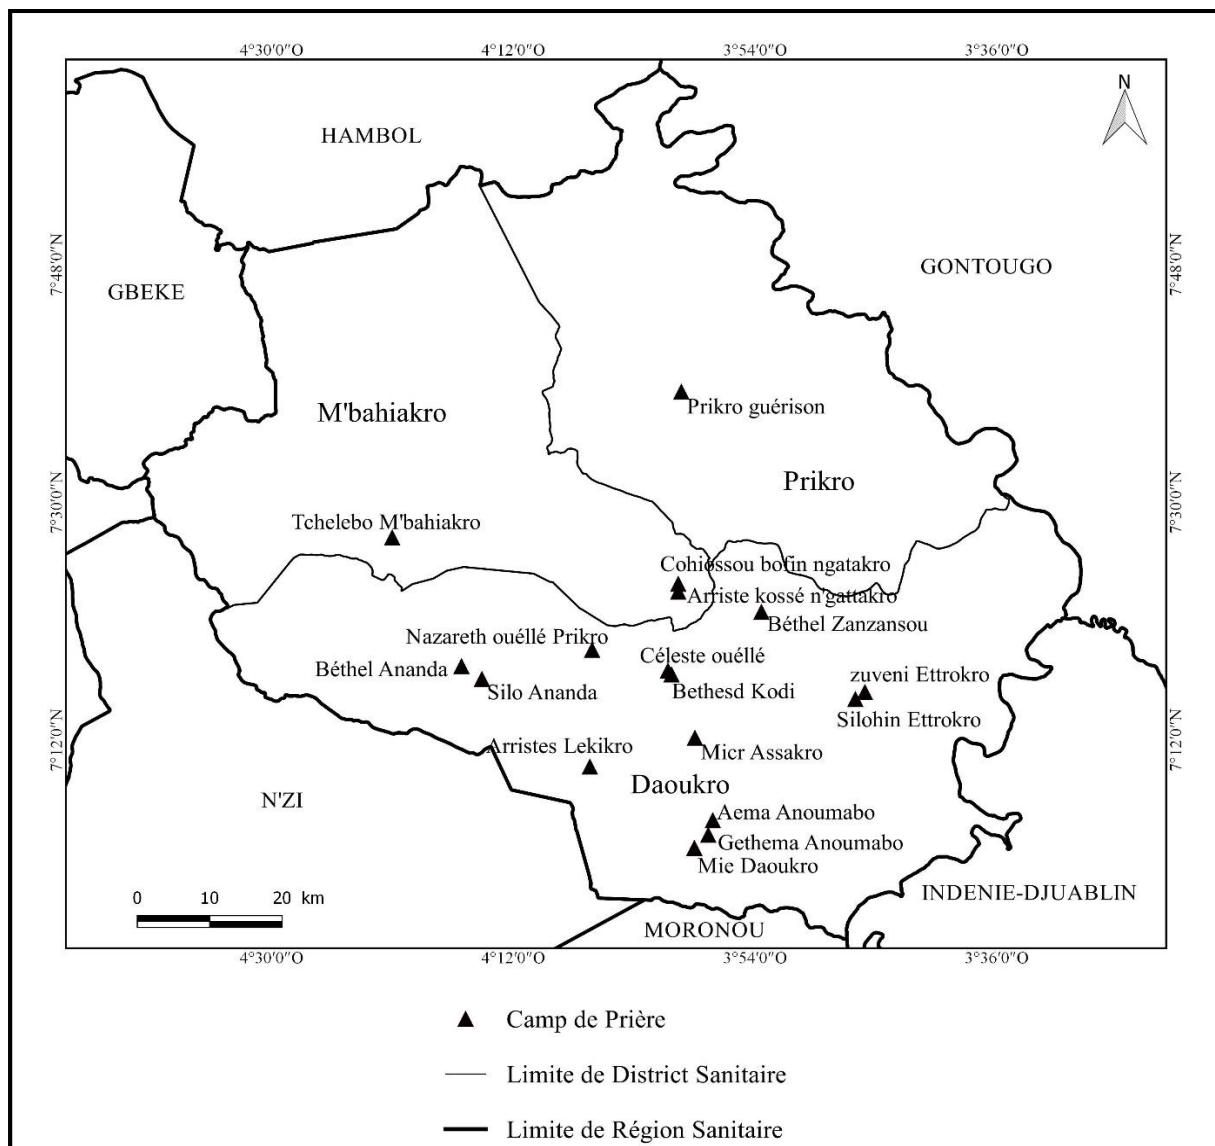 4°30'0"O 4°12'0"O 3°54'0"O 3°36'0"O
N
HAMBOL
7°48'0"N
7°48'0"N
GONTOUGO
GBEKE
Prikro guérison
M'bahiakro
Prikro
7°30'0"N
7°30'0"N
Tchelebo M'bahiakro
Cohiossou bofin ngatakro
Arriste kossé n'gattakro
Béthel Zanzansou
Nazareth ouéllé Prikro
Céleste ouéllé
Béthel Ananda
zuveni Ettrokro
Silo Ananda
Bethesd Kodi
Silohin Ettrokro
7°12'0"N
7°12'0"N
Arristes Lekikro
Micr Assakro
Daoukro
N'ZI
Aema Anoumabo
Gethema Anoumabo
Mie Daoukro
INDENIE-DJUABLIN
0 10 20 km
MORONOU
4°30'0"O 4°12'0"O 3°54'0"O 3°36'0"O
Camp de Prière
Limite de District Sanitaire
Limite de Région Sanitaire